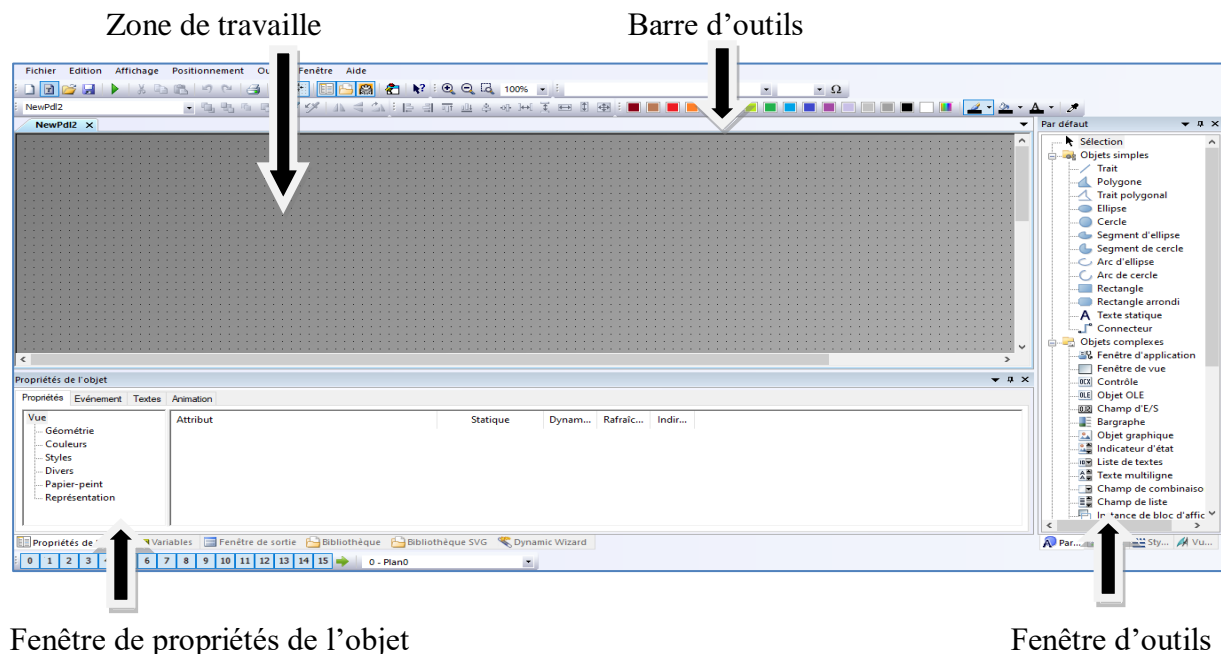 Zone de travaille
Barre d’outils
Fichier Edition Affichage Positionnement Fenêtre Aide
100%
Ω
NewPdl2
A
NewPdl2 X
Par défaut
Sélection
Objets simples
Trait
Polygone
Trait polygonal
Ellipse
Cercle
Segment d'ellipse
Segment de cercle
Arc d'ellipse
Arc de cercle
Rectangle
Rectangle arrondi
A Texte statique
Connecteur
Objets complexes
Fenêtre d'application
Fenêtre de vue
OCX Contrôle
OLE Objet OLE
Champ d'E/S
Bargraphe
Objet graphique
Indicateur d'état
Liste de textes
Texte multiligne
Champ de combinaiso
Champ de liste
Instance de bloc d'affic
Par... Sty... Vu...
Propriétés de l'objet
Propriétés Evénement Textes Animation
Vue
Géométrie
Couleurs
Styles
Divers
Papier-peint
Représentation
Attribut Statique Dynam... Rafraîc... Indir...
Propriétés de Variables Fenêtre de sortie Bibliothèque Bibliothèque SVG Dynamic Wizard
0 1 2 3 6 7 8 9 10 11 12 13 14 15 0 - Plan0
Fenêtre de propriétés de l’objet
Fenêtre d’outils